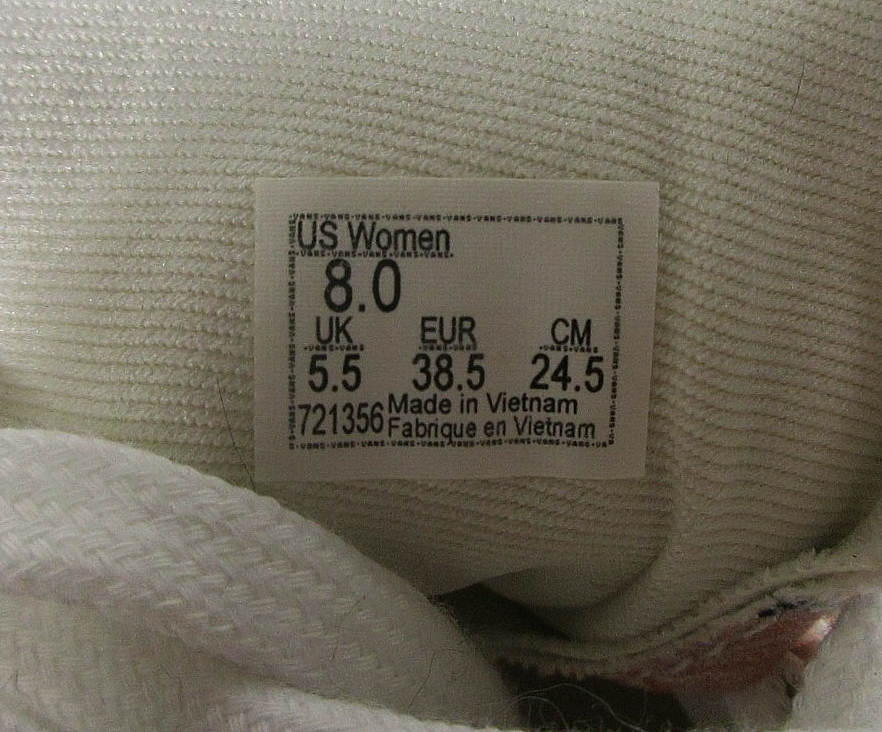 US Women
8.0
UK EUR CM
5.5 38.5 24.5
721356 Made in Vietnam
Fabrique en Vietnam